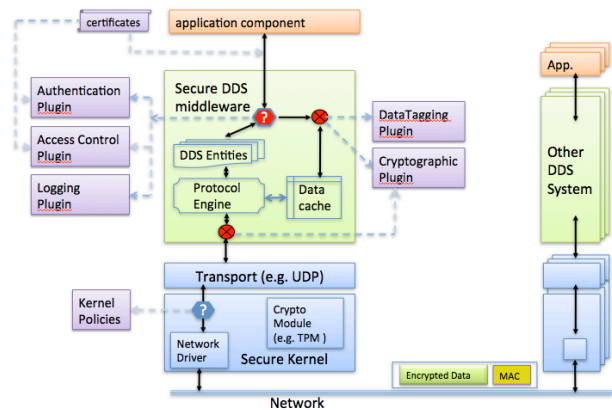 certificates
application component
App.
Authentication
Plugin
Secure DDS
middleware
?
DataTagging
Plugin
Access Control
Plugin
DDS Entities
Cryptographic
Plugin
Other
DDS
System
Logging
Plugin
Protocol
Engine
Data
cache
Transport (e.g. UDP)
Kernel
Policies
?
Crypto
Module
(e.g. TPM )
Network
Driver
Secure Kernel
Encrypted Data
MAC
Network